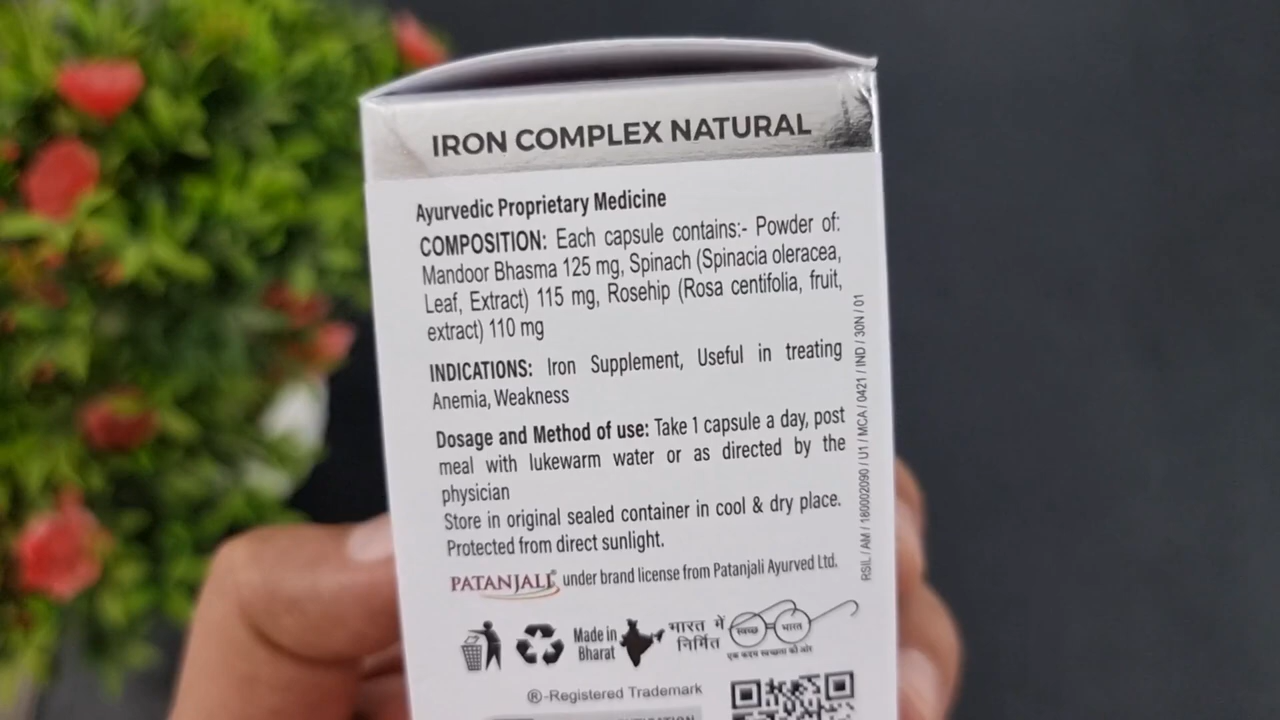 IRON COMPLEX NATURAL
Ayurvedic Proprietary Medicine
COMPOSITION: Each capsule contains:- Powder of:
Mandoor Bhasma 125 mg, Spinach (Spinacia oleracea,
Leaf, Extract) 115 mg, Rosehip (Rosa centifolia, fruit,
extract) 110 mg
INDICATIONS: Iron Supplement, Useful in treating
Anemia, Weakness
Dosage and Method of use: Take 1 capsule a day, post
meal with lukewarm water or as directed by the
physician
Store in original sealed container in cool & dry place.
Protected from direct sunlight.
PATANJALI® under brand license from Patanjali Ayurved Ltd.
Made in
Bharat
भारत में
निर्मित
स्वच्छ भारत
एक कदम स्वच्छता की ओर
®-Registered Trademark
RSIL / AM / 180002090 / U1 / MCA / 0421 / IND / 30N / 01